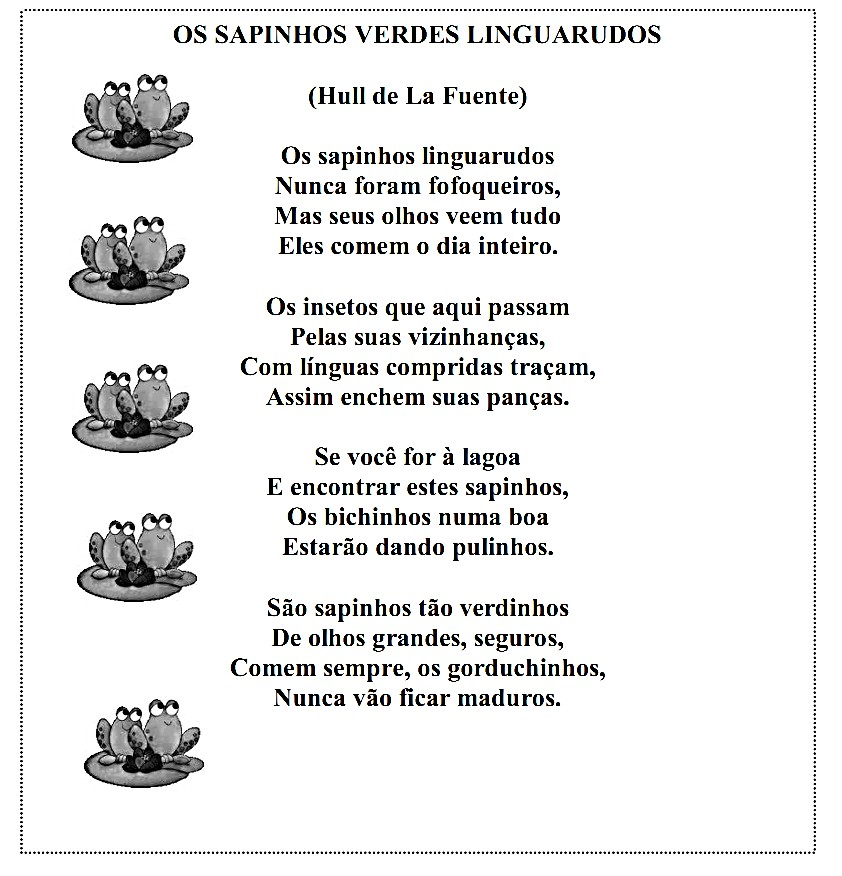 OS SAPINHOS VERDES LINGUARUDOS
(Hull de La Fuente)
Os sapinhos linguarudos
Nunca foram fofoqueiros,
Mas seus olhos veem tudo
Eles comem o dia inteiro.
Os insetos que aqui passam
Pelas suas vizinhanças,
Com línguas compridas traçam,
Assim enchem suas panças.
Se você for à lagoa
E encontrar estes sapinhos,
Os bichinhos numa boa
Estarão dando pulinhos.
São sapinhos tão verdinhos
De olhos grandes, seguros,
Comem sempre, os gorduchinhos,
Nunca vão ficar maduros.